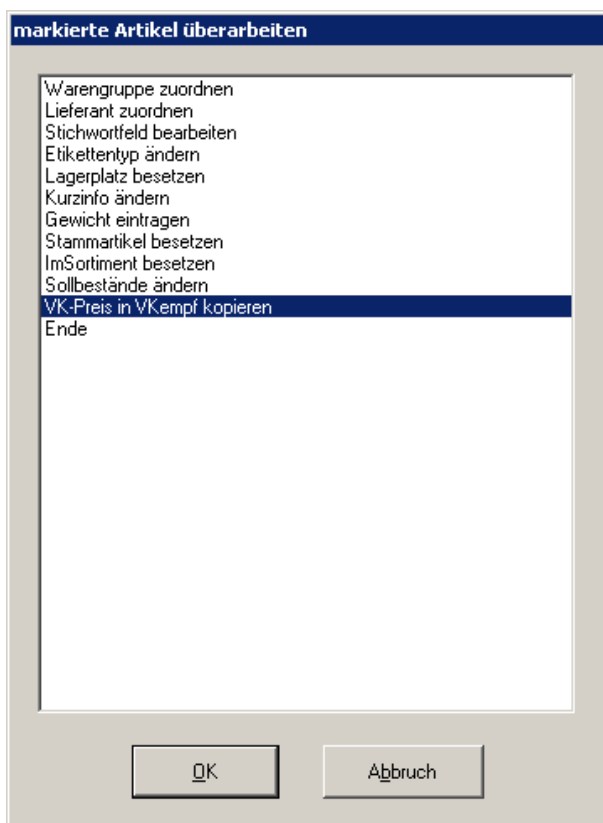 markierte Artikel überarbeiten
Warengruppe zuordnen
Lieferant zuordnen
Stichwortfeld bearbeiten
Etikettentyp ändern
Lagerplatz besetzen
Kurzinfo ändern
Gewicht eintragen
Stammartikel besetzen
ImSortiment besetzen
Sollbestände ändern
VK-Preis in VKempf kopieren
Ende
OK
Abbruch